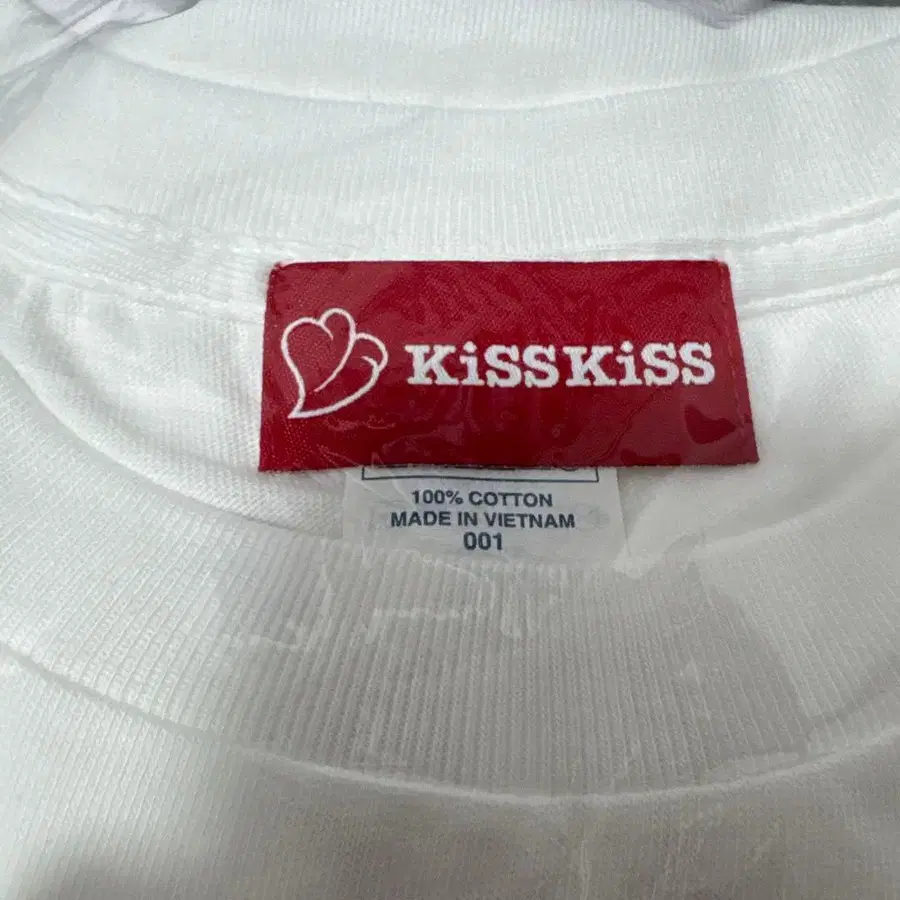 KiSSKiSS
100% COTTON
MADE IN VIETNAM
001